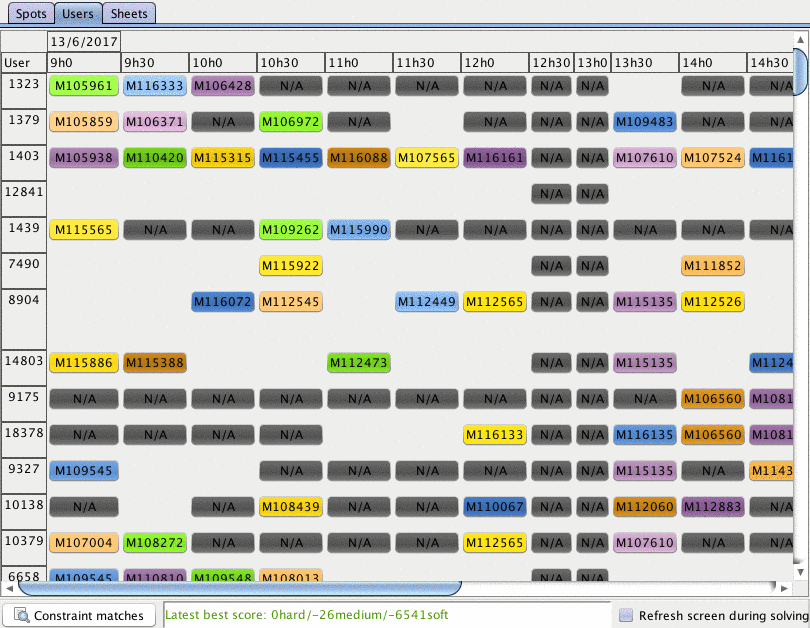 Spots Users Sheets
13/6/2017
User 9h0 9h30 10h0 10h30 11h0 11h30 12h0 12h30 13h0 13h30 14h0 14h30
1323 M105961 M116333 M106428 N/A N/A N/A N/A N/A N/A N/A N/A
1379 M105859 M106371 N/A M106972 N/A N/A N/A N/A M109483 N/A N/A
1403 M105938 M110420 M115315 M115455 M116088 M107565 M116161 N/A N/A M107610 M107524 M1161
12841 N/A N/A
1439 M115565 N/A N/A M109262 M115990 N/A N/A N/A N/A N/A N/A N/A
7490 M115922 N/A N/A M111852
8904 M116072 M112545 M112449 M112565 N/A N/A M115135 M112526
14803 M115886 M115388 M112473 N/A N/A M115135 M1124
9175 N/A N/A N/A N/A N/A N/A N/A N/A N/A N/A M106560 M1081
18378 N/A N/A N/A N/A M116133 N/A N/A M116135 M106560 M1081
9327 M109545 N/A N/A N/A N/A N/A N/A M115135 N/A M1143
10138 N/A N/A M108439 N/A N/A M110067 N/A N/A M112060 M112883 N/A
10379 M107004 M108272 N/A N/A N/A N/A M112565 N/A N/A M107610 N/A N/A
6658 M109545 M110810 M109548 M108013 N/A N/A
Constraint matches Latest best score: 0hard/-26medium/-6541soft Refresh screen during solving